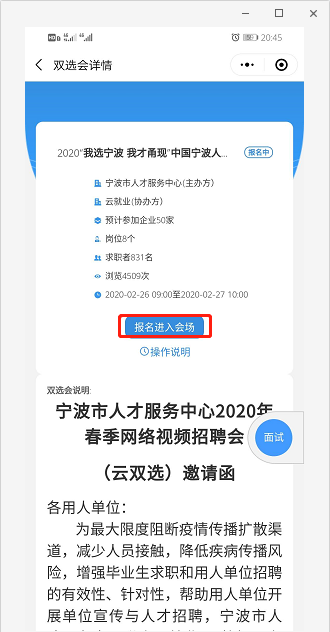 20:45
双选会详情
2020“我选宁波 我才甬现”中国宁波人...
报名中
宁波市人才服务中心(主办方)
云就业(协办方)
预计参加企业50家
岗位8个
求职者831名
浏览4509次
2020-02-26 09:00至2020-02-27 10:00
报名进入会场
操作说明
双选会说明:
宁波市人才服务中心2020年
春季网络视频招聘会
（云双选）邀请函
面试
各用人单位：
为最大限度阻断疫情传播扩散渠
道，减少人员接触，降低疾病传播风
险，增强毕业生求职和用人单位招聘
的有效性、针对性，帮助用人单位开
展单位宣传与人才招聘，宁波市人